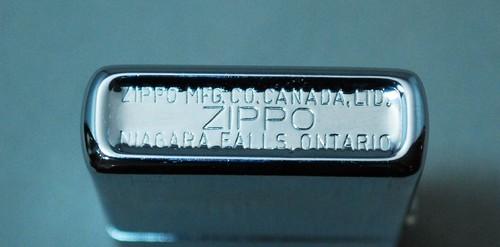 ZIPPO MFG. CO. CANADA, LTD.
ZIPPO
NIAGARA FALLS, ONTARIO